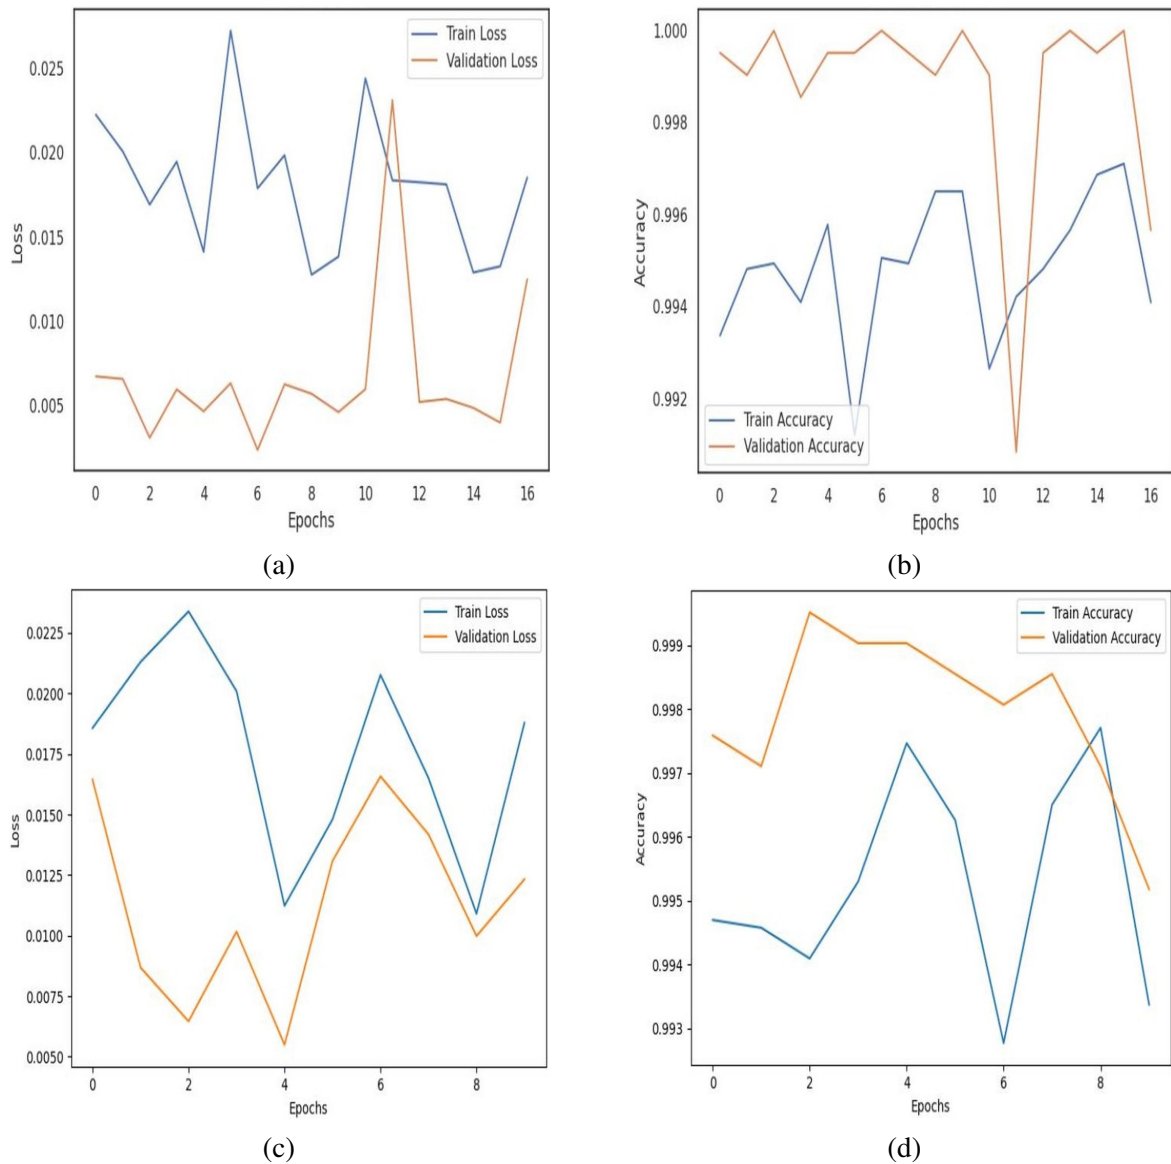 Train Loss
Validation Loss
0.025
0.020
0.015
0.010
0.005
Loss
0 2 4 6 8 10 12 14 16
Epochs
(a)
1.000
0.998
0.996
0.994
0.992
Accuracy
Train Accuracy
Validation Accuracy
0 2 4 6 8 10 12 14 16
Epochs
(b)
Train Loss
Validation Loss
0.0225
0.0200
0.0175
0.0150
0.0125
0.0100
0.0075
0.0050
Loss
0 2 4 6 8
Epochs
(c)
Train Accuracy
Validation Accuracy
0.999
0.998
0.997
0.996
0.995
0.994
0.993
Accuracy
0 2 4 6 8
Epochs
(d)